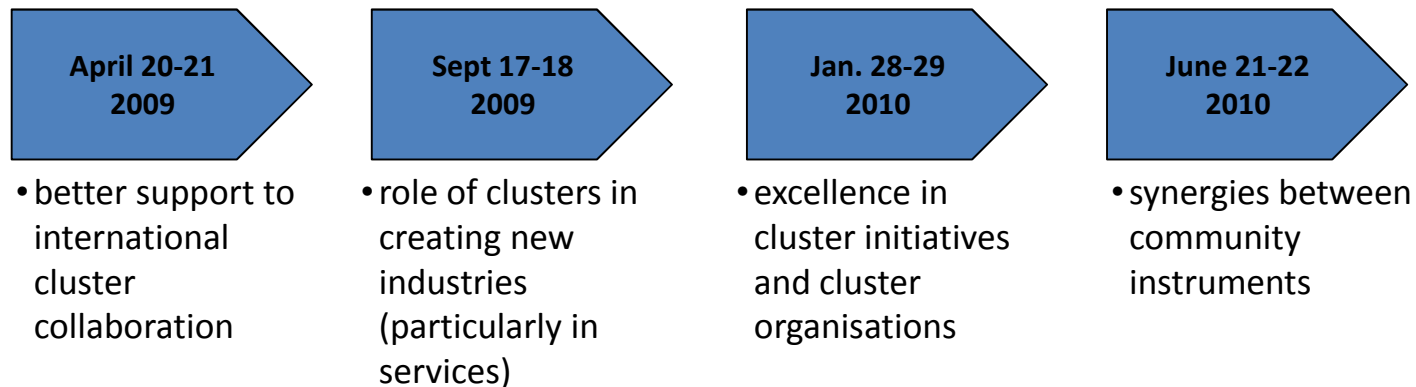 April 20-21
2009
• better support to
international
cluster
collaboration
Sept 17-18
2009
• role of clusters in
creating new
industries
(particularly in
services)
Jan. 28-29
2010
• excellence in
cluster initiatives
and cluster
organisations
June 21-22
2010
• synergies between
community
instruments